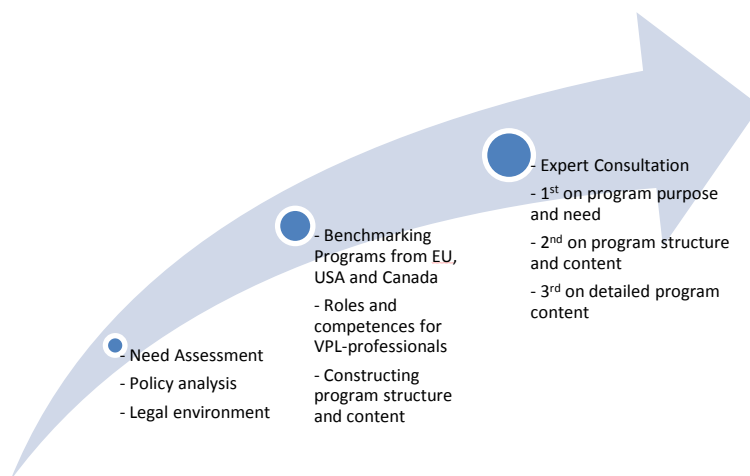 - Need Assessment
- Policy analysis
- Legal environment
- Benchmarking
Programs from EU,
USA and Canada
- Roles and
competences for
VPL-professionals
- Constructing
program structure
and content
- Expert Consultation
- 1st on program purpose
and need
- 2nd on program structure
and content
- 3rd on detailed program
content